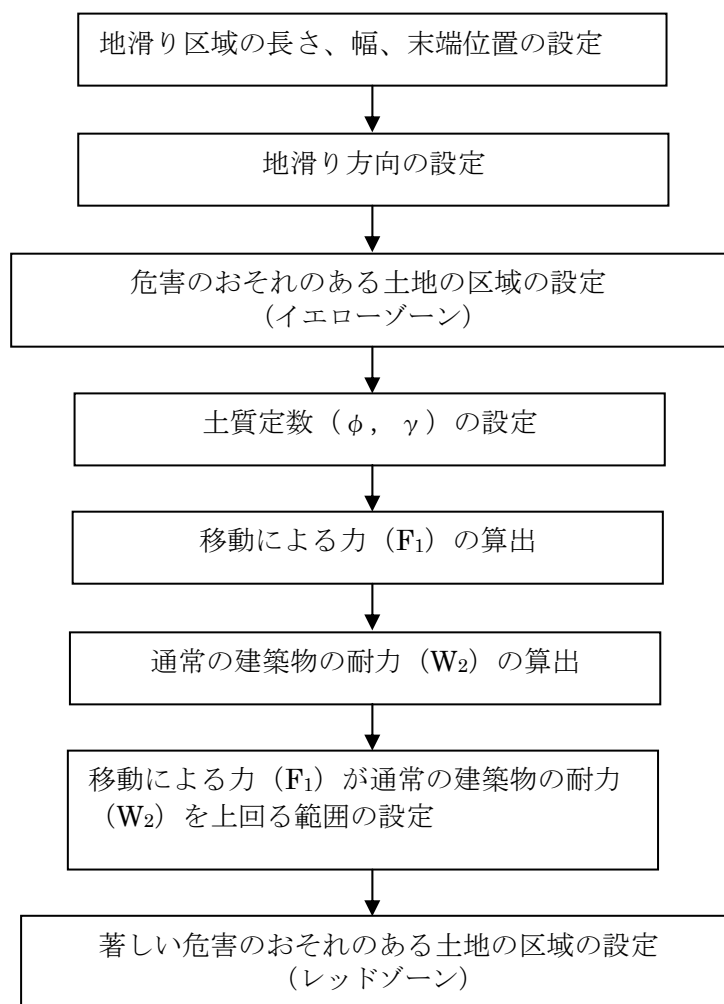 地滑り区域の長さ、幅、末端位置の設定
地滑り方向の設定
危害のおそれのある土地の区域の設定
（イエローゾーン）
土質定数（φ，γ）の設定
移動による力（F₁）の算出
通常の建築物の耐力（W₂）の算出
移動による力（F₁）が通常の建築物の耐力
（W₂）を上回る範囲の設定
著しい危害のおそれのある土地の区域の設定
（レッドゾーン）